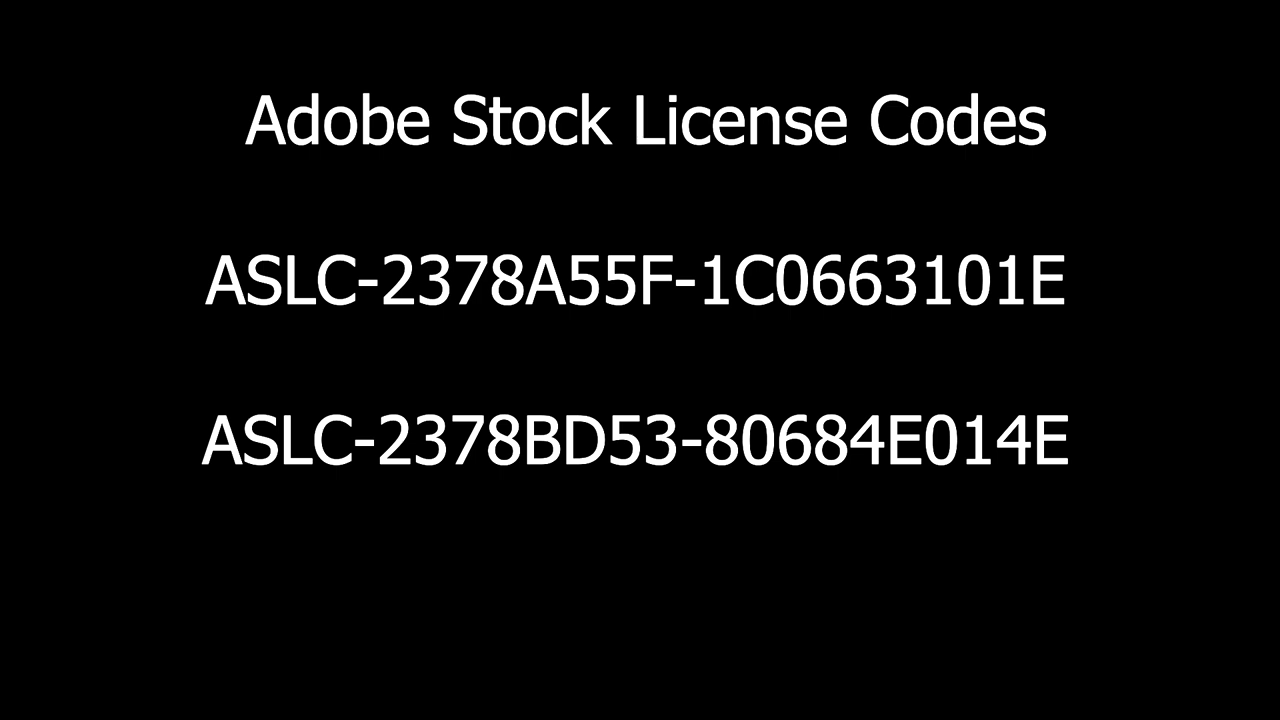 Adobe Stock License Codes
ASLC-2378A55F-1C0663101E
ASLC-2378BD53-80684E014E